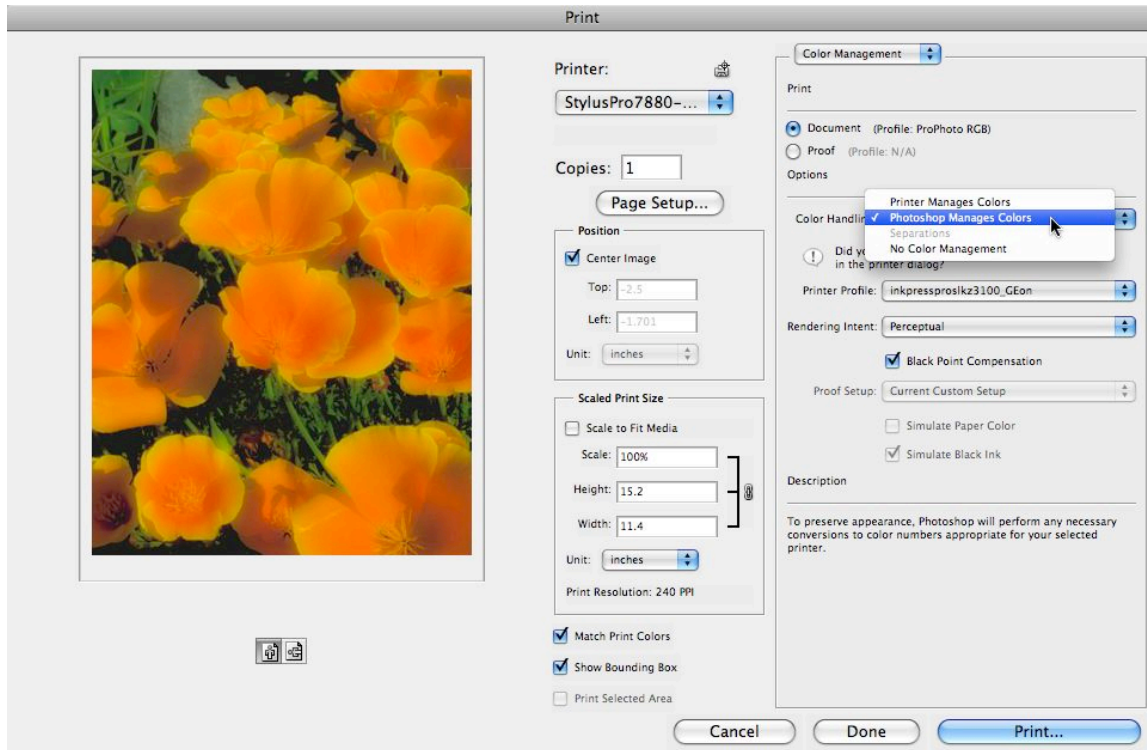 Print
Printer:
StylusPro7880-...
Copies: 1
Page Setup...
Position
Center Image
Top: -2.5
Left: -1.701
Unit: inches
Scaled Print Size
Scale to Fit Media
Scale: 100%
Height: 15.2
Width: 11.4
Unit: inches
Print Resolution: 240 PPI
Match Print Colors
Show Bounding Box
Print Selected Area
Color Management
Print
Document (Profile: ProPhoto RGB)
Proof (Profile: N/A)
Options
Color Handlin
Printer Manages Colors
✓ Photoshop Manages Colors
Separations
No Color Management
Did yo
in the printer dialog?
Printer Profile: inkpressproslkz3100_GEon
Rendering Intent: Perceptual
Black Point Compensation
Proof Setup: Current Custom Setup
Simulate Paper Color
Simulate Black Ink
Description
To preserve appearance, Photoshop will perform any necessary
conversions to color numbers appropriate for your selected
printer.
Cancel
Done
Print...